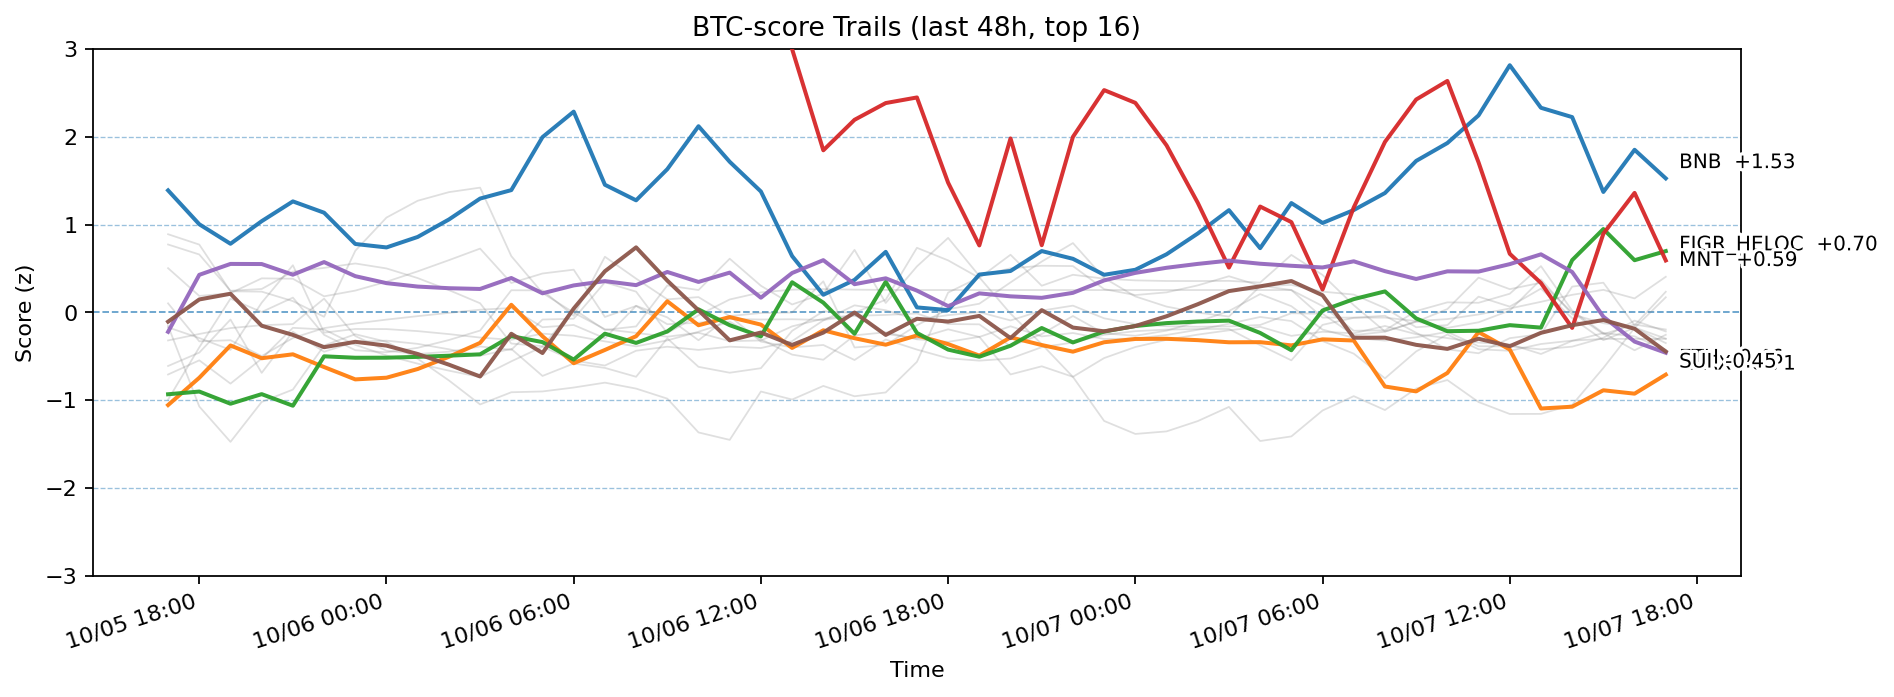 BTC-score Trails (last 48h, top 16)
3
2
1
0
−1
−2
−3
Score (z)
BNB +1.53
FIGR_HELOC +0.70
MNT +0.59
10/05 18:00
10/06 00:00
10/06 06:00
10/06 12:00
10/06 18:00
10/07 00:00
10/07 06:00
10/07 12:00
10/07 18:00
Time